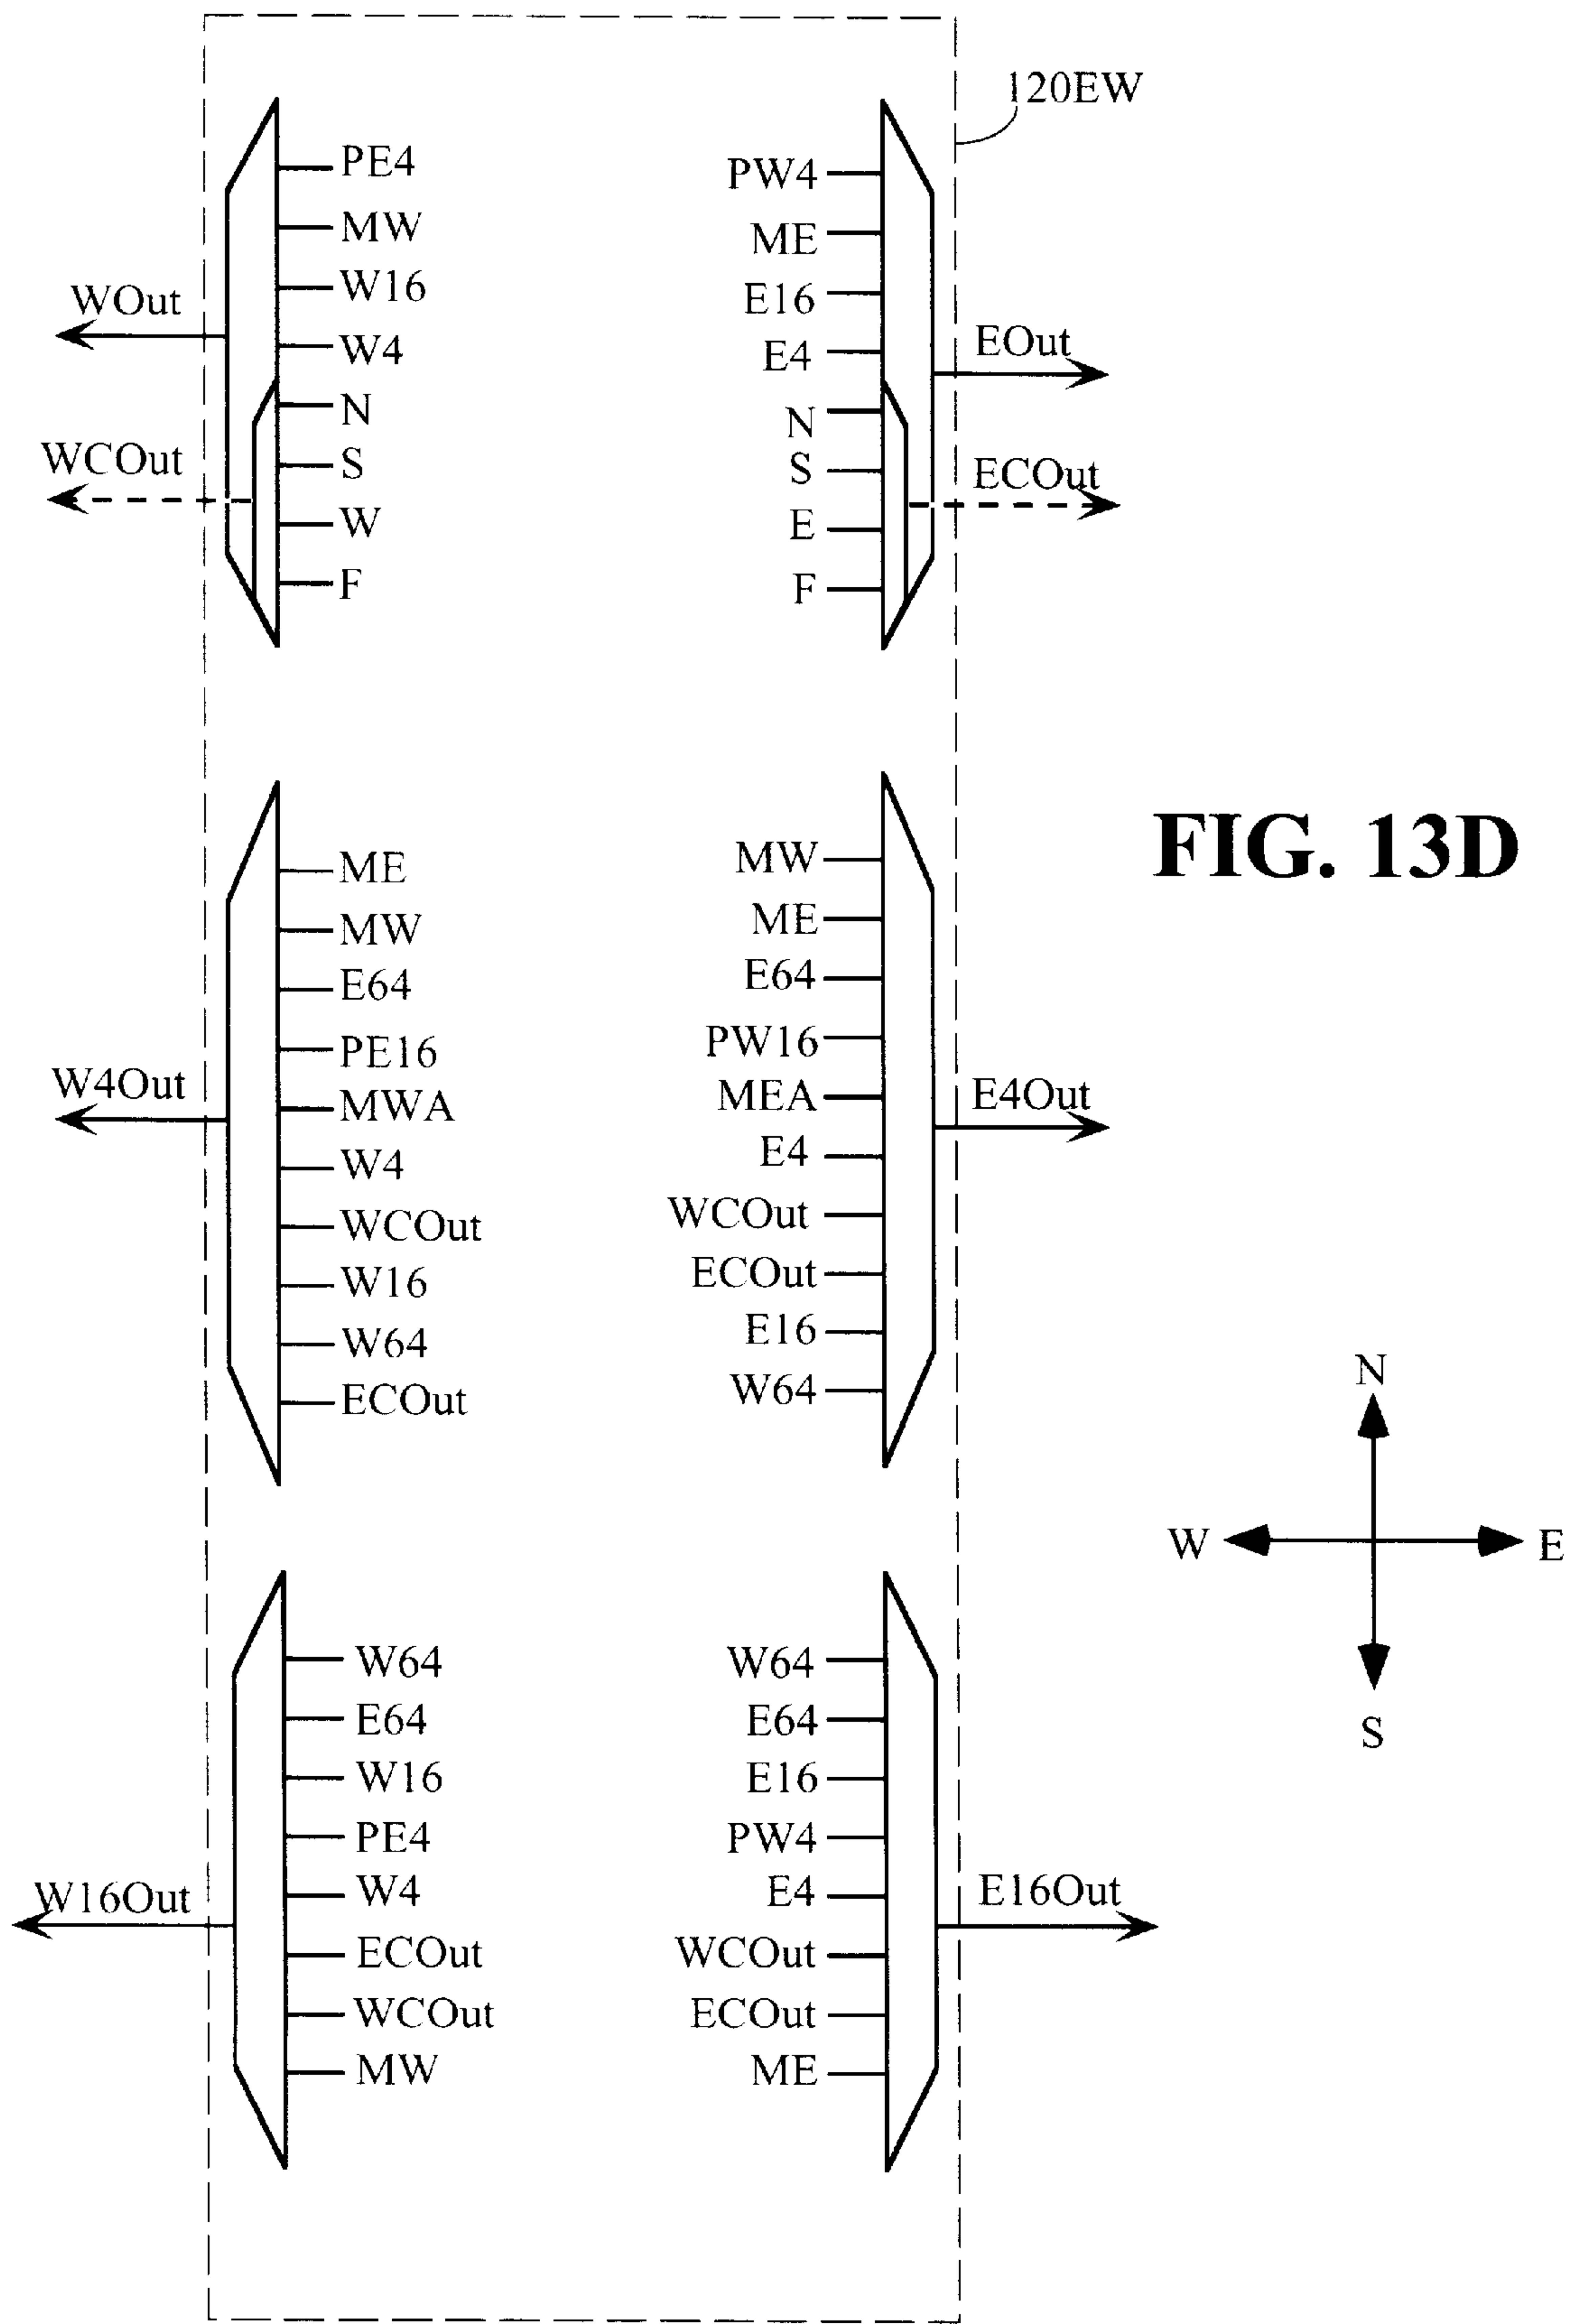 120EW
PE4
MW
W16
W4
N
S
W
F
WOut
WCOut
PW4
ME
E16
E4
N
S
E
F
EOut
ECOut
FIG. 13D
ME
MW
E64
PE16
MWA
W4
WCOut
W16
W64
ECOut
W4Out
MW
ME
E64
PW16
MEA
E4
WCOut
ECOut
E16
W64
E4Out
N
W
E
S
W64
E64
W16
PE4
W4
ECOut
WCOut
MW
W16Out
W64
E64
E16
PW4
E4
WCOut
ECOut
ME
E16Out